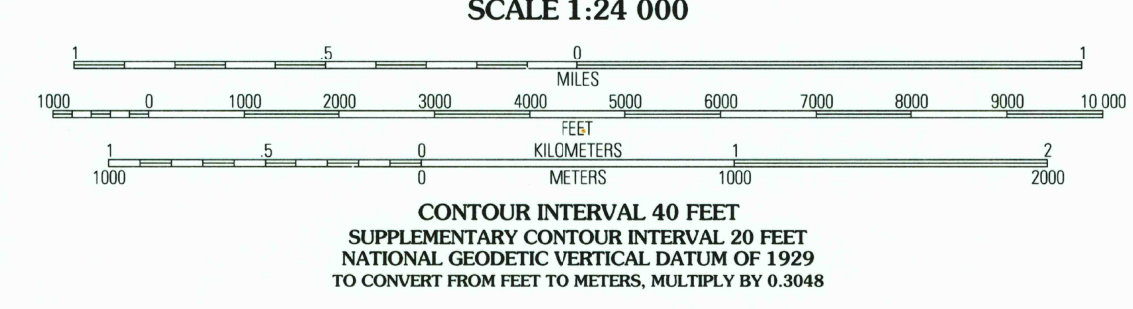 SCALE 1:24 000
1 .5 0 1
MILES
1000 0 1000 2000 3000 4000 5000 6000 7000 8000 9000 10 000
FEET
1 .5 0 KILOMETERS 1 2
1000 0 METERS 1000 2000
CONTOUR INTERVAL 40 FEET
SUPPLEMENTARY CONTOUR INTERVAL 20 FEET
NATIONAL GEODETIC VERTICAL DATUM OF 1929
TO CONVERT FROM FEET TO METERS, MULTIPLY BY 0.3048